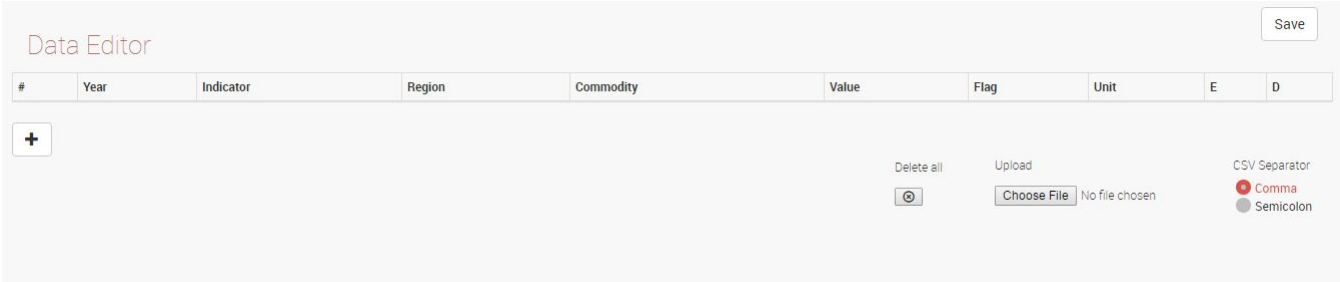 Save
Data Editor
# Year Indicator Region Commodity Value Flag Unit E D
+
Delete all Upload CSV Separator
Choose File No file chosen Comma
Semicolon